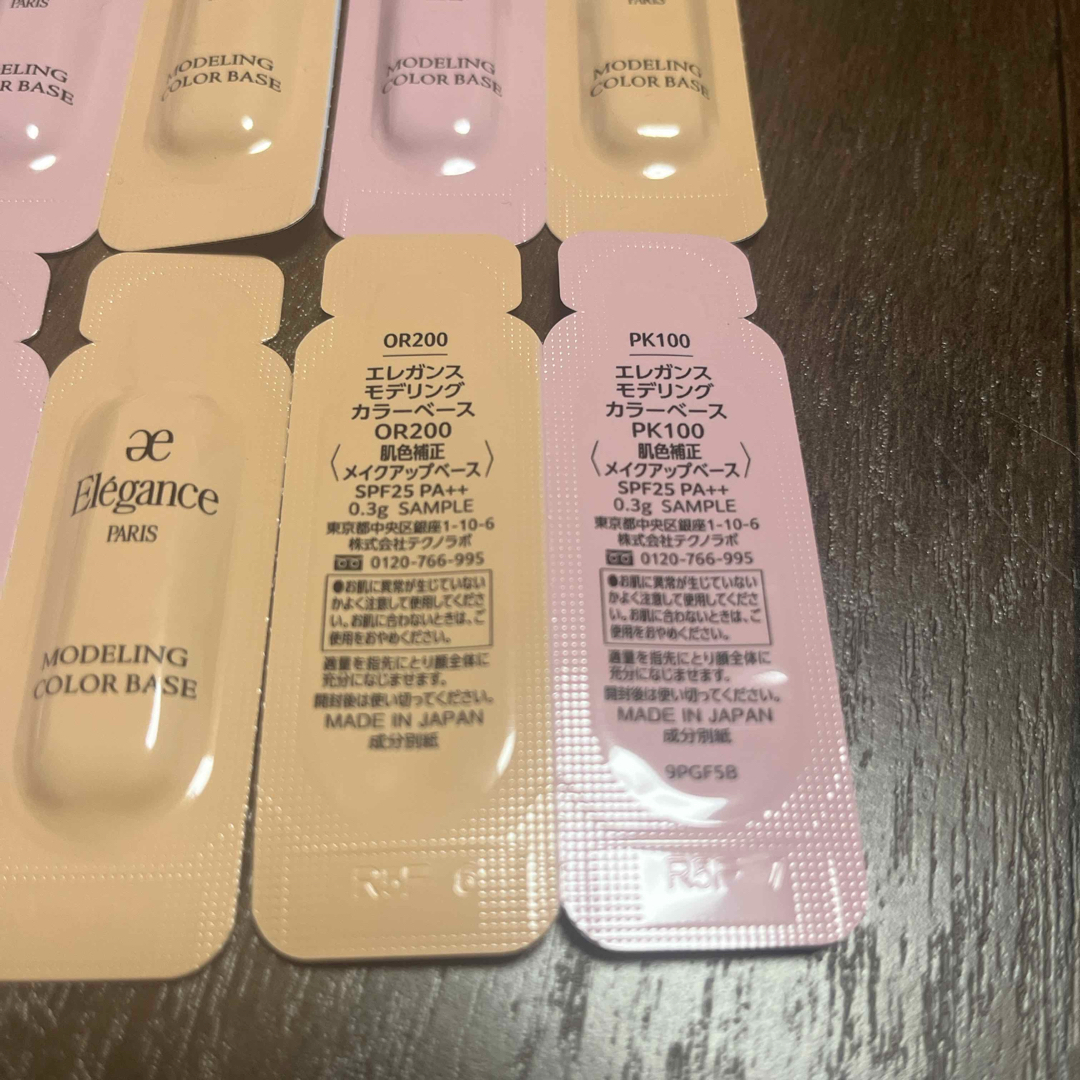 PARIS
MODELING
COLOR BASE
MODELING
COLOR BASE
MODELING
COLOR BASE
PARIS
MODELING
COLOR BASE
æ
Elégance
PARIS
MODELING
COLOR BASE
OR200
エレガンス
モデリング
カラーベース
OR200
〈肌色補正
メイクアップベース〉
SPF25 PA++
0.3g SAMPLE
東京都中央区銀座1-10-6
株式会社テクノラボ
0120-766-995
●お肌に異常が生じていない
かよく注意して使用してくださ
い。お肌に合わないときは、ご
使用をおやめください。
適量を指先にとり顔全体に
充分になじませます。
開封後は使い切ってください。
MADE IN JAPAN
成分別紙
PK100
エレガンス
モデリング
カラーベース
PK100
〈肌色補正
メイクアップベース〉
SPF25 PA++
0.3g SAMPLE
東京都中央区銀座1-10-6
株式会社テクノラボ
0120-766-995
●お肌に異常が生じていない
かよく注意して使用してくださ
い。お肌に合わないときは、ご
使用をおやめください。
適量を指先にとり顔全体に
充分になじませます。
開封後は使い切ってください。
MADE IN JAPAN
成分別紙
9PGF5B